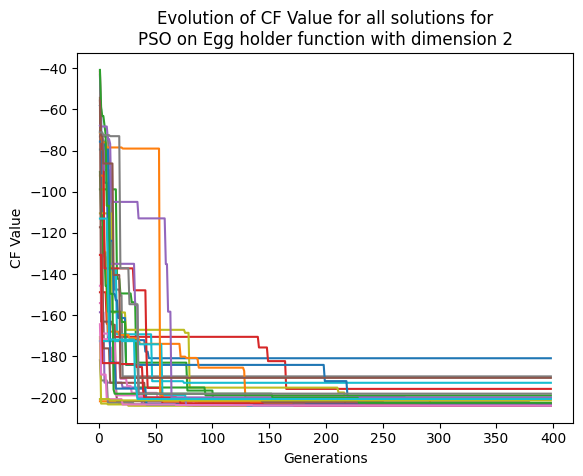 Evolution of CF Value for all solutions for
PSO on Egg holder function with dimension 2
−40
−60
−80
−100
−120
−140
−160
−180
−200
CF Value
0 50 100 150 200 250 300 350 400
Generations